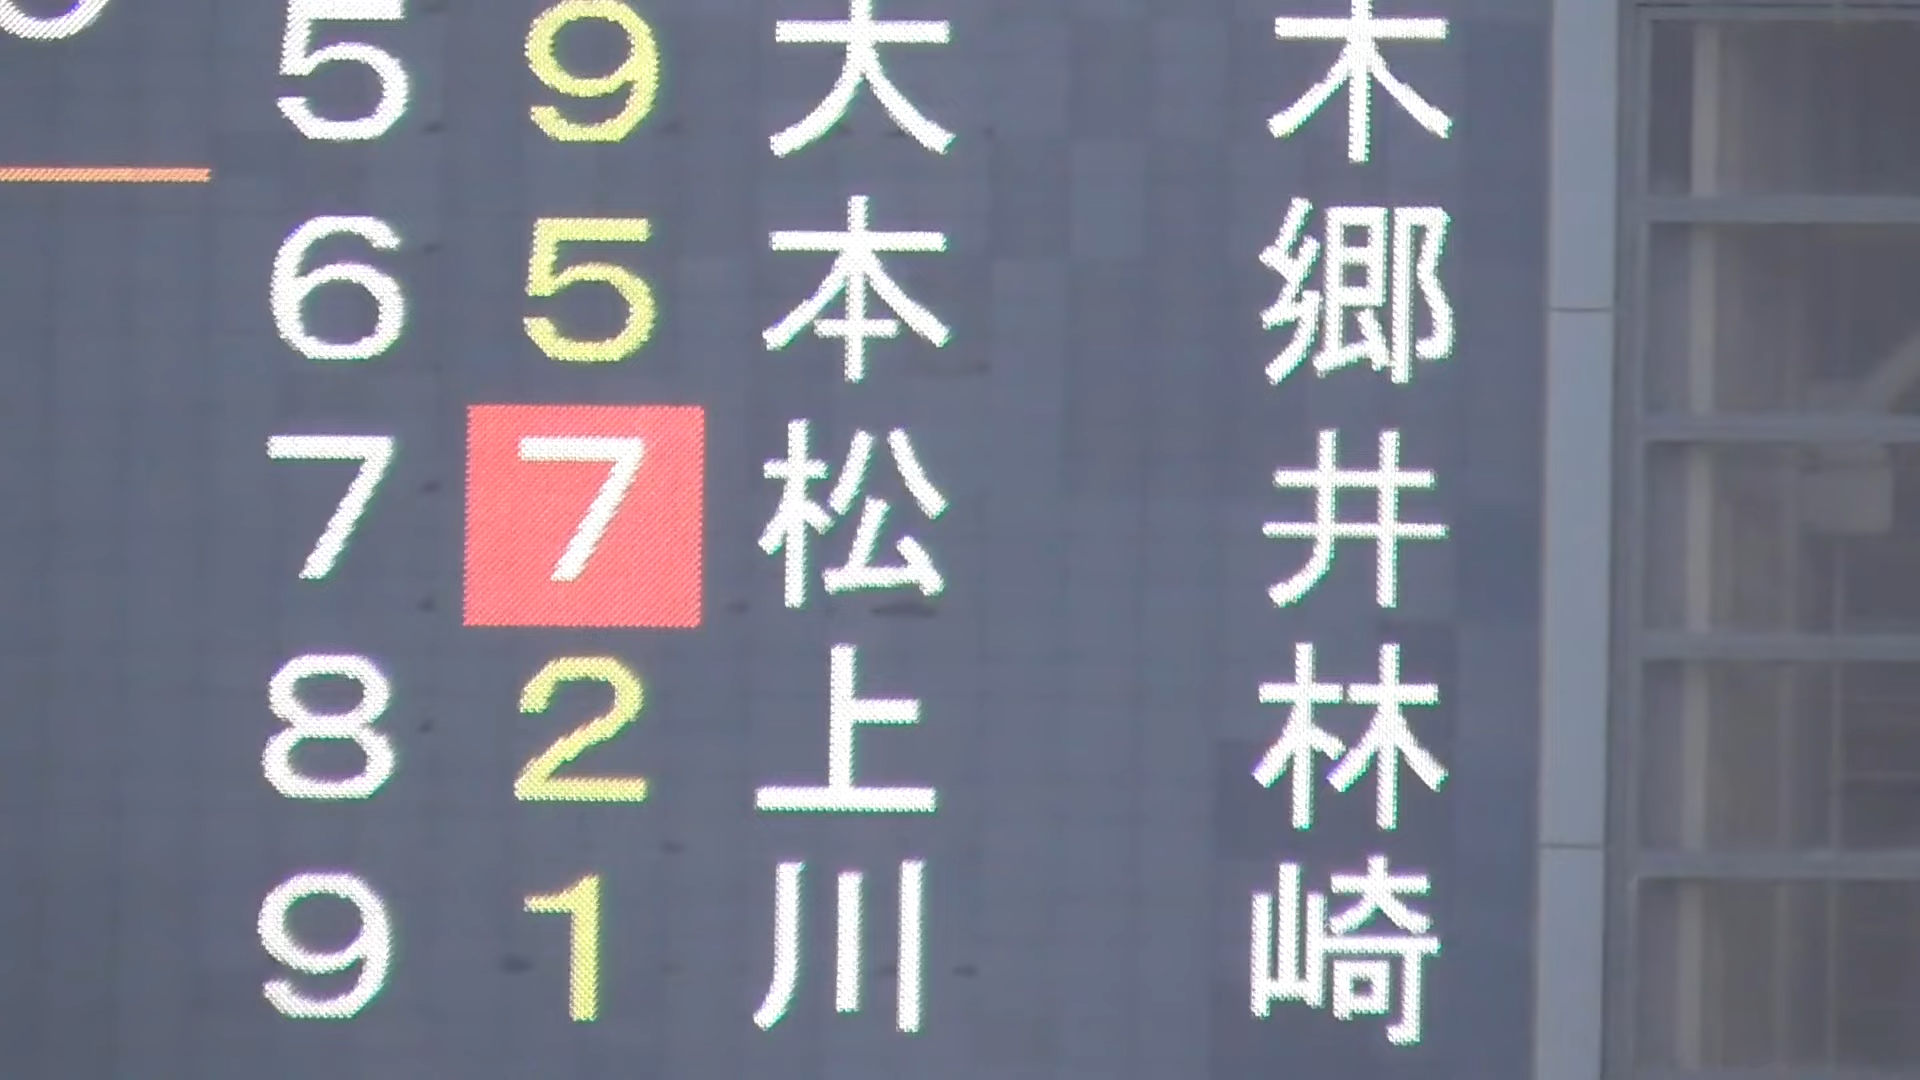 5 9 大 木
6 5 本 郷
7 7 松 井
8 2 上 林
9 1 川 崎